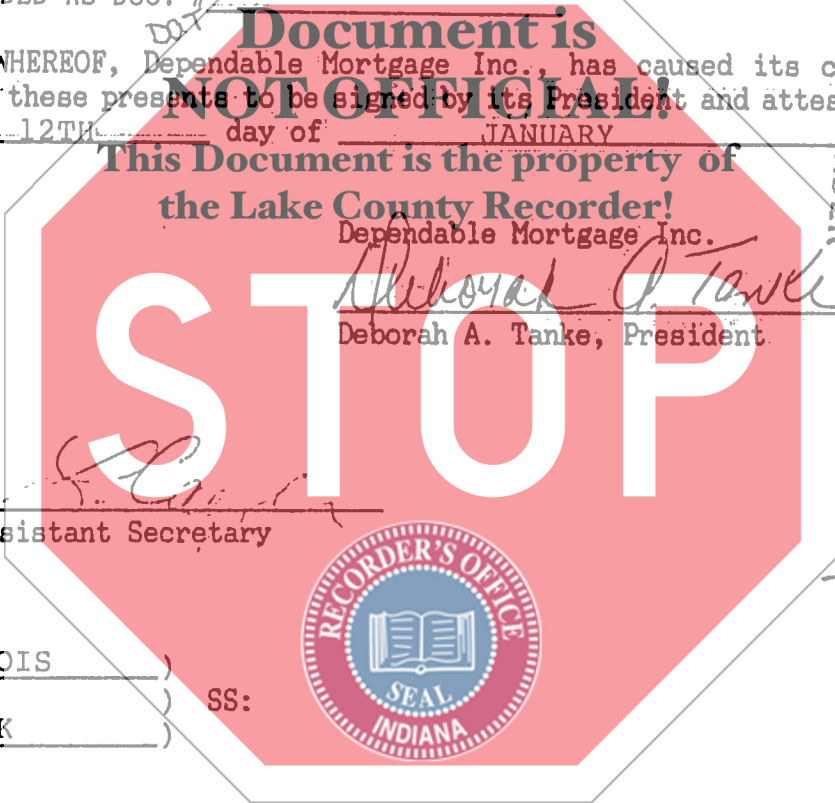 DOT
Document is
WHEREOF, Dependable Mortgage Inc., has caused its c
NOT OFFICIAL!
these presents to be signed by its President and attes
12TH day of JANUARY
This Document is the property of
the Lake County Recorder!
Dependable Mortgage Inc.
Deborah A. Tanke
Deborah A. Tanke, President
STOP
sistant Secretary
RECORDER'S OFFICE
SEAL
INDIANA
OIS )
) SS:
K )